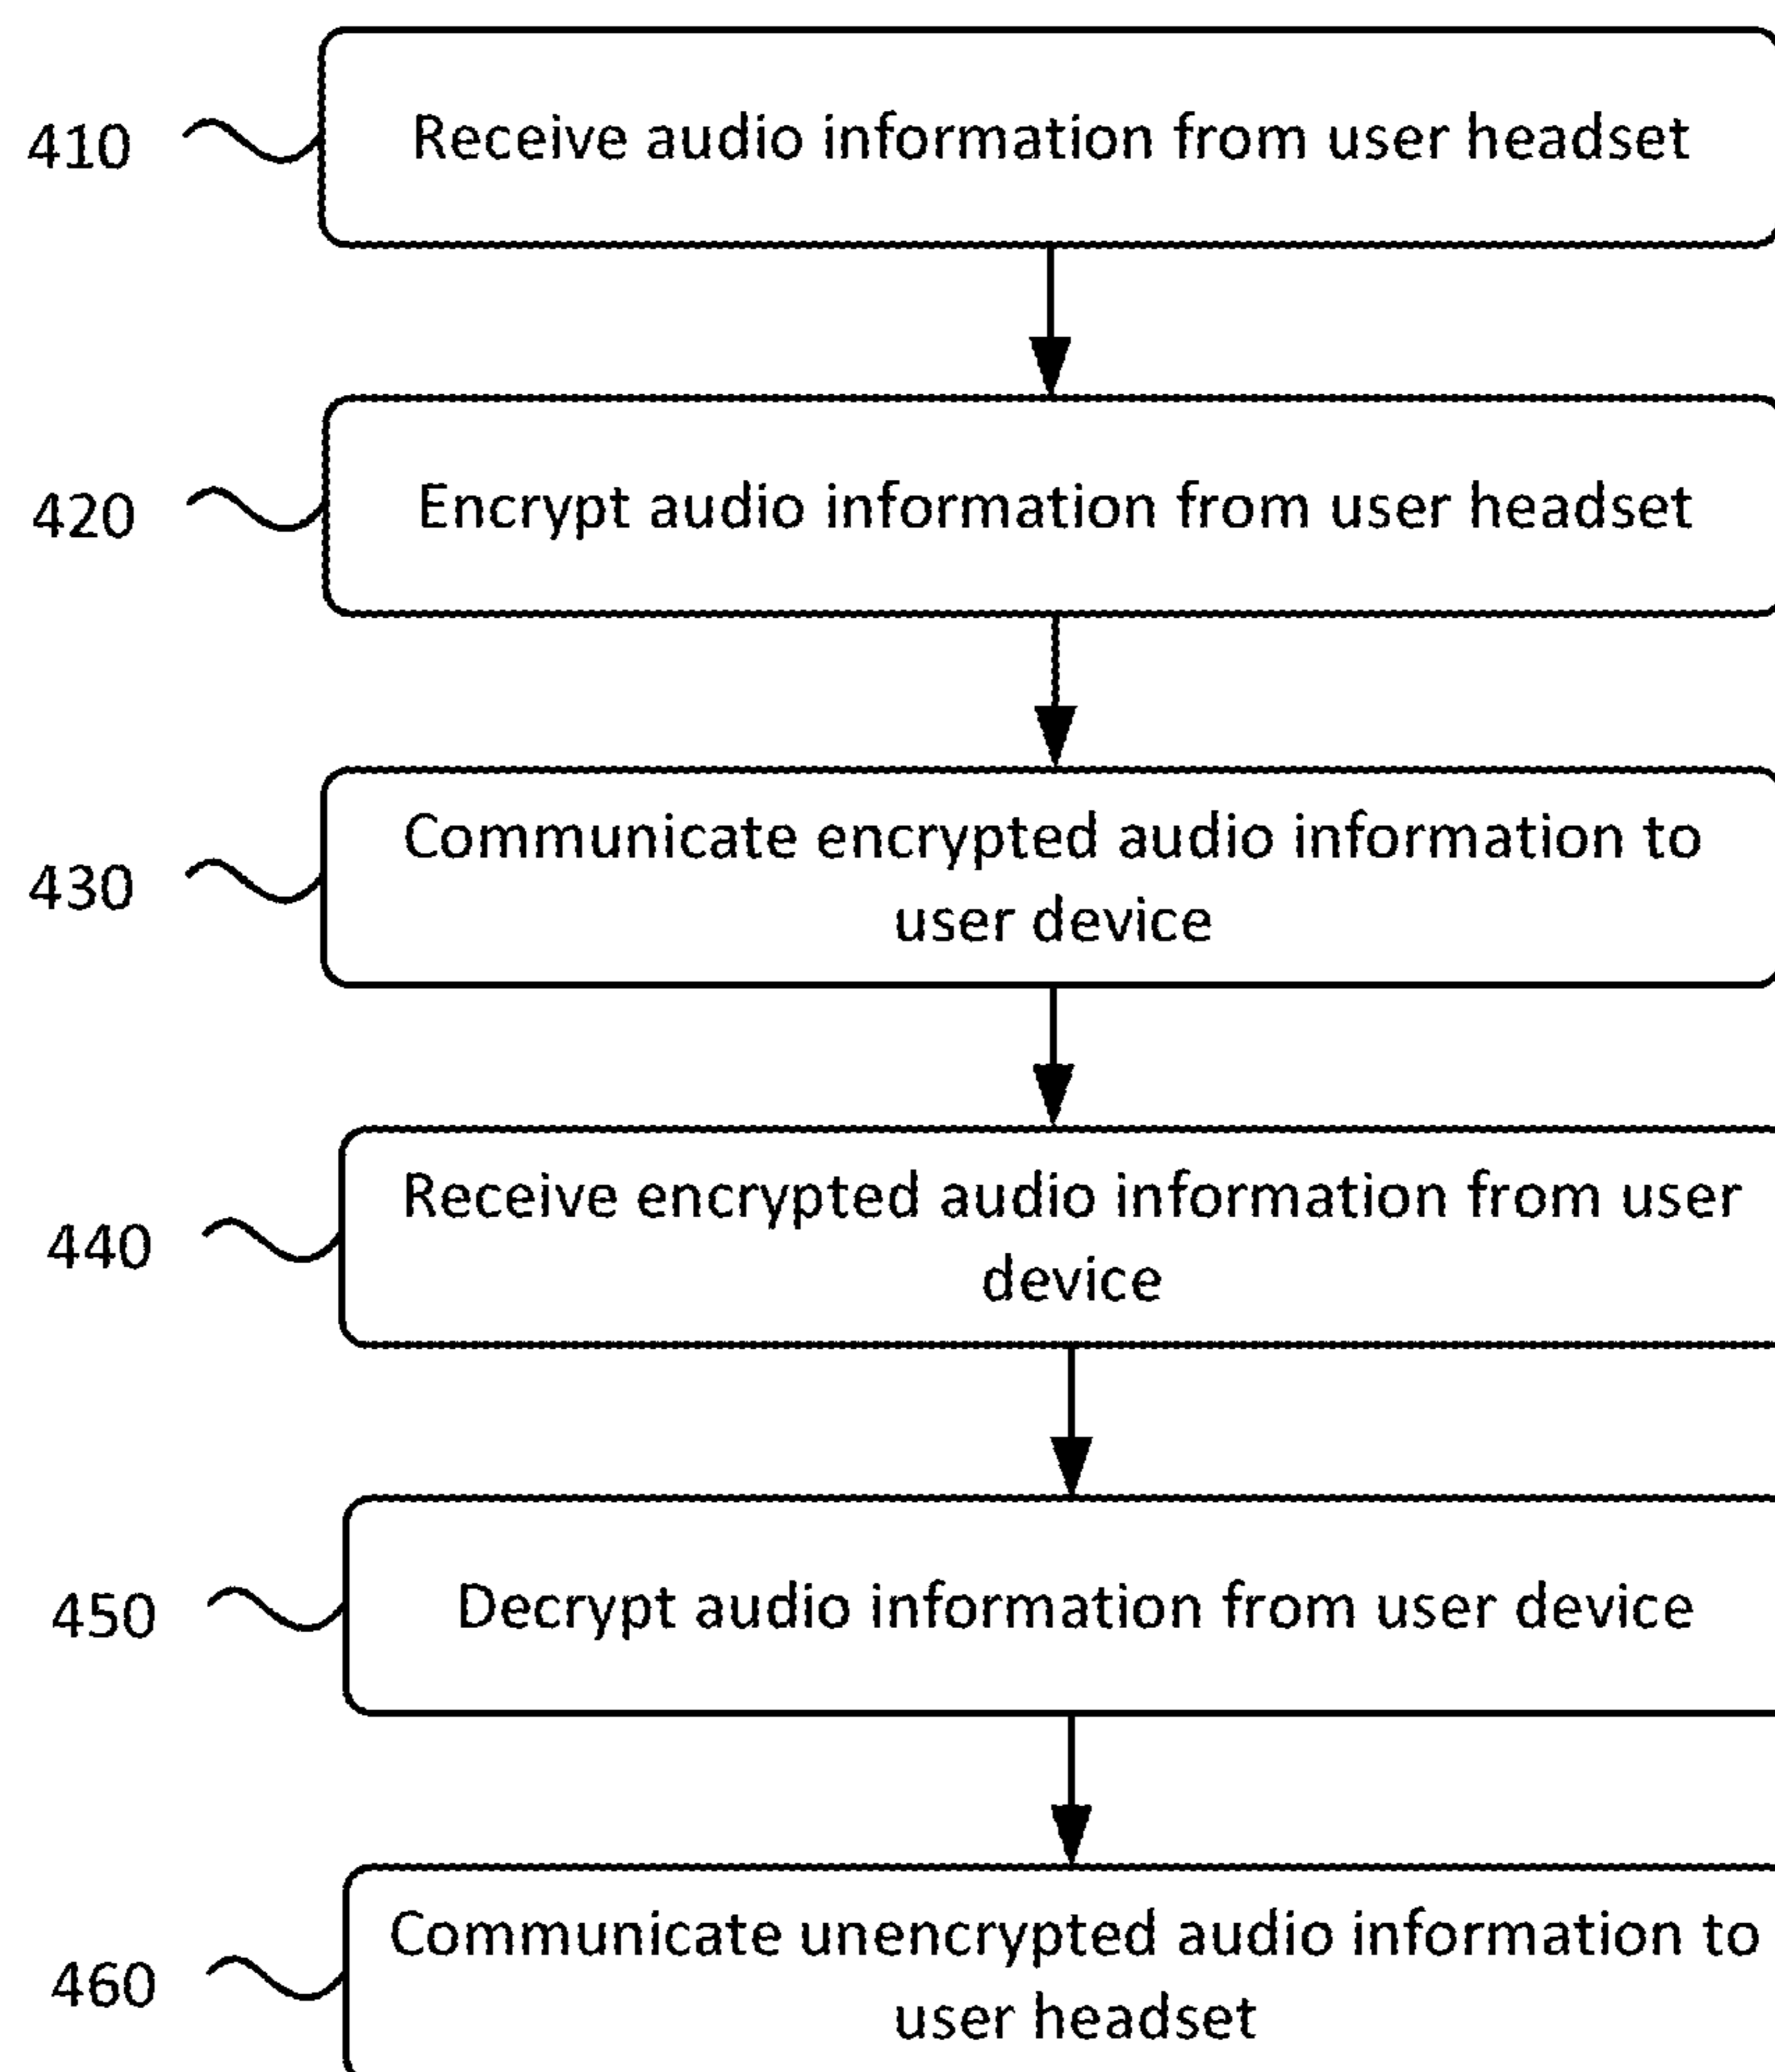 410
Receive audio information from user headset
420
Encrypt audio information from user headset
430
Communicate encrypted audio information to
user device
440
Receive encrypted audio information from user
device
450
Decrypt audio information from user device
460
Communicate unencrypted audio information to
user headset